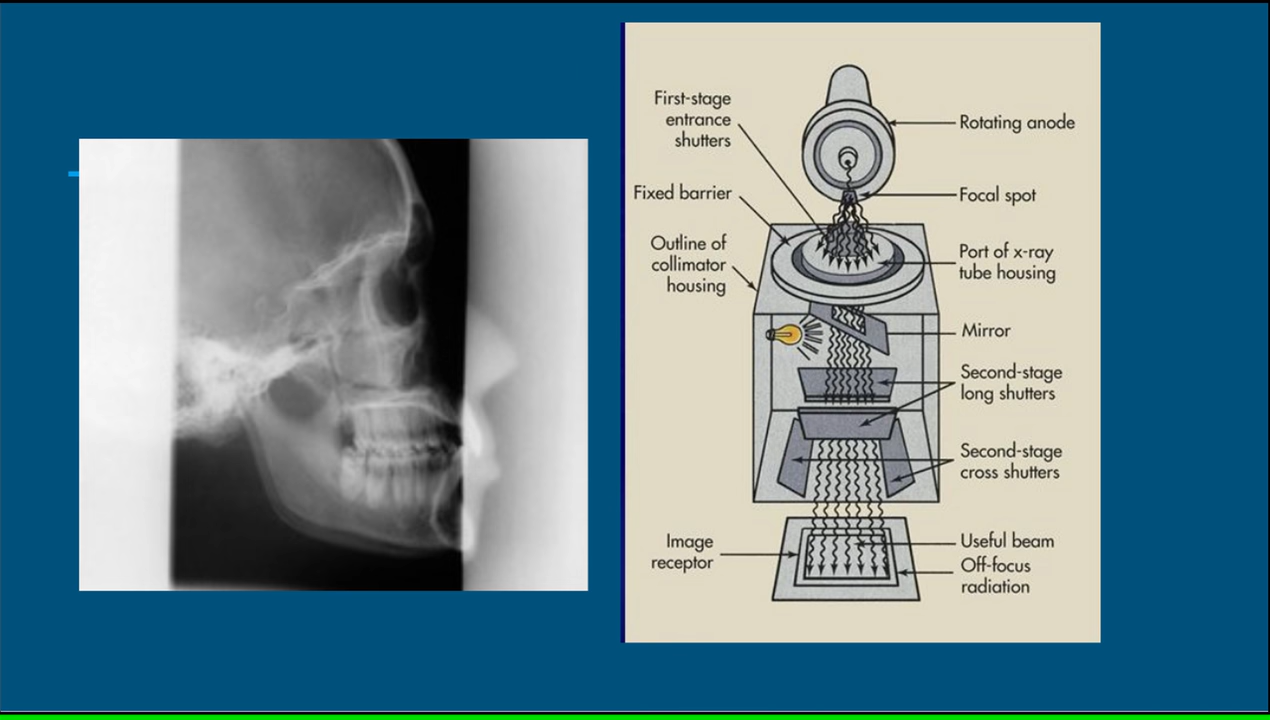 First-stage
entrance
shutters
Rotating anode
Fixed barrier
Focal spot
Outline of
collimator
housing
Port of x-ray
tube housing
Mirror
Second-stage
long shutters
Second-stage
cross shutters
Image
receptor
Useful beam
Off-focus
radiation